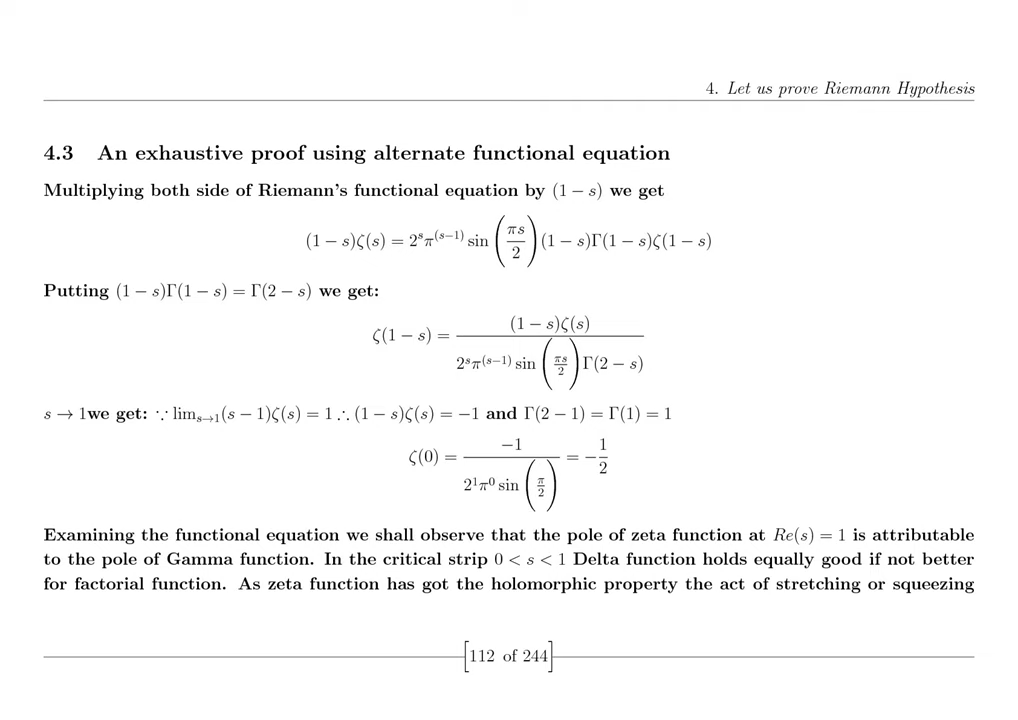 4. Let us prove Riemann Hypothesis
4.3 An exhaustive proof using alternate functional equation
Multiplying both side of Riemann's functional equation by (1 − s) we get
(1 − s)ζ(s) = 2^s π^(s−1) sin(πs/2)(1 − s)Γ(1 − s)ζ(1 − s)
Putting (1 − s)Γ(1 − s) = Γ(2 − s) we get:
ζ(1 − s) = (1 − s)ζ(s) / 2^s π^(s−1) sin(πs/2)Γ(2 − s)
s → 1we get: ∵ lim_{s→1}(s − 1)ζ(s) = 1 ∴ (1 − s)ζ(s) = −1 and Γ(2 − 1) = Γ(1) = 1
ζ(0) = −1 / 2^1 π^0 sin(π/2) = −1/2
Examining the functional equation we shall observe that the pole of zeta function at Re(s) = 1 is attributable
to the pole of Gamma function. In the critical strip 0 < s < 1 Delta function holds equally good if not better
for factorial function. As zeta function has got the holomorphic property the act of stretching or squeezing
112 of 244